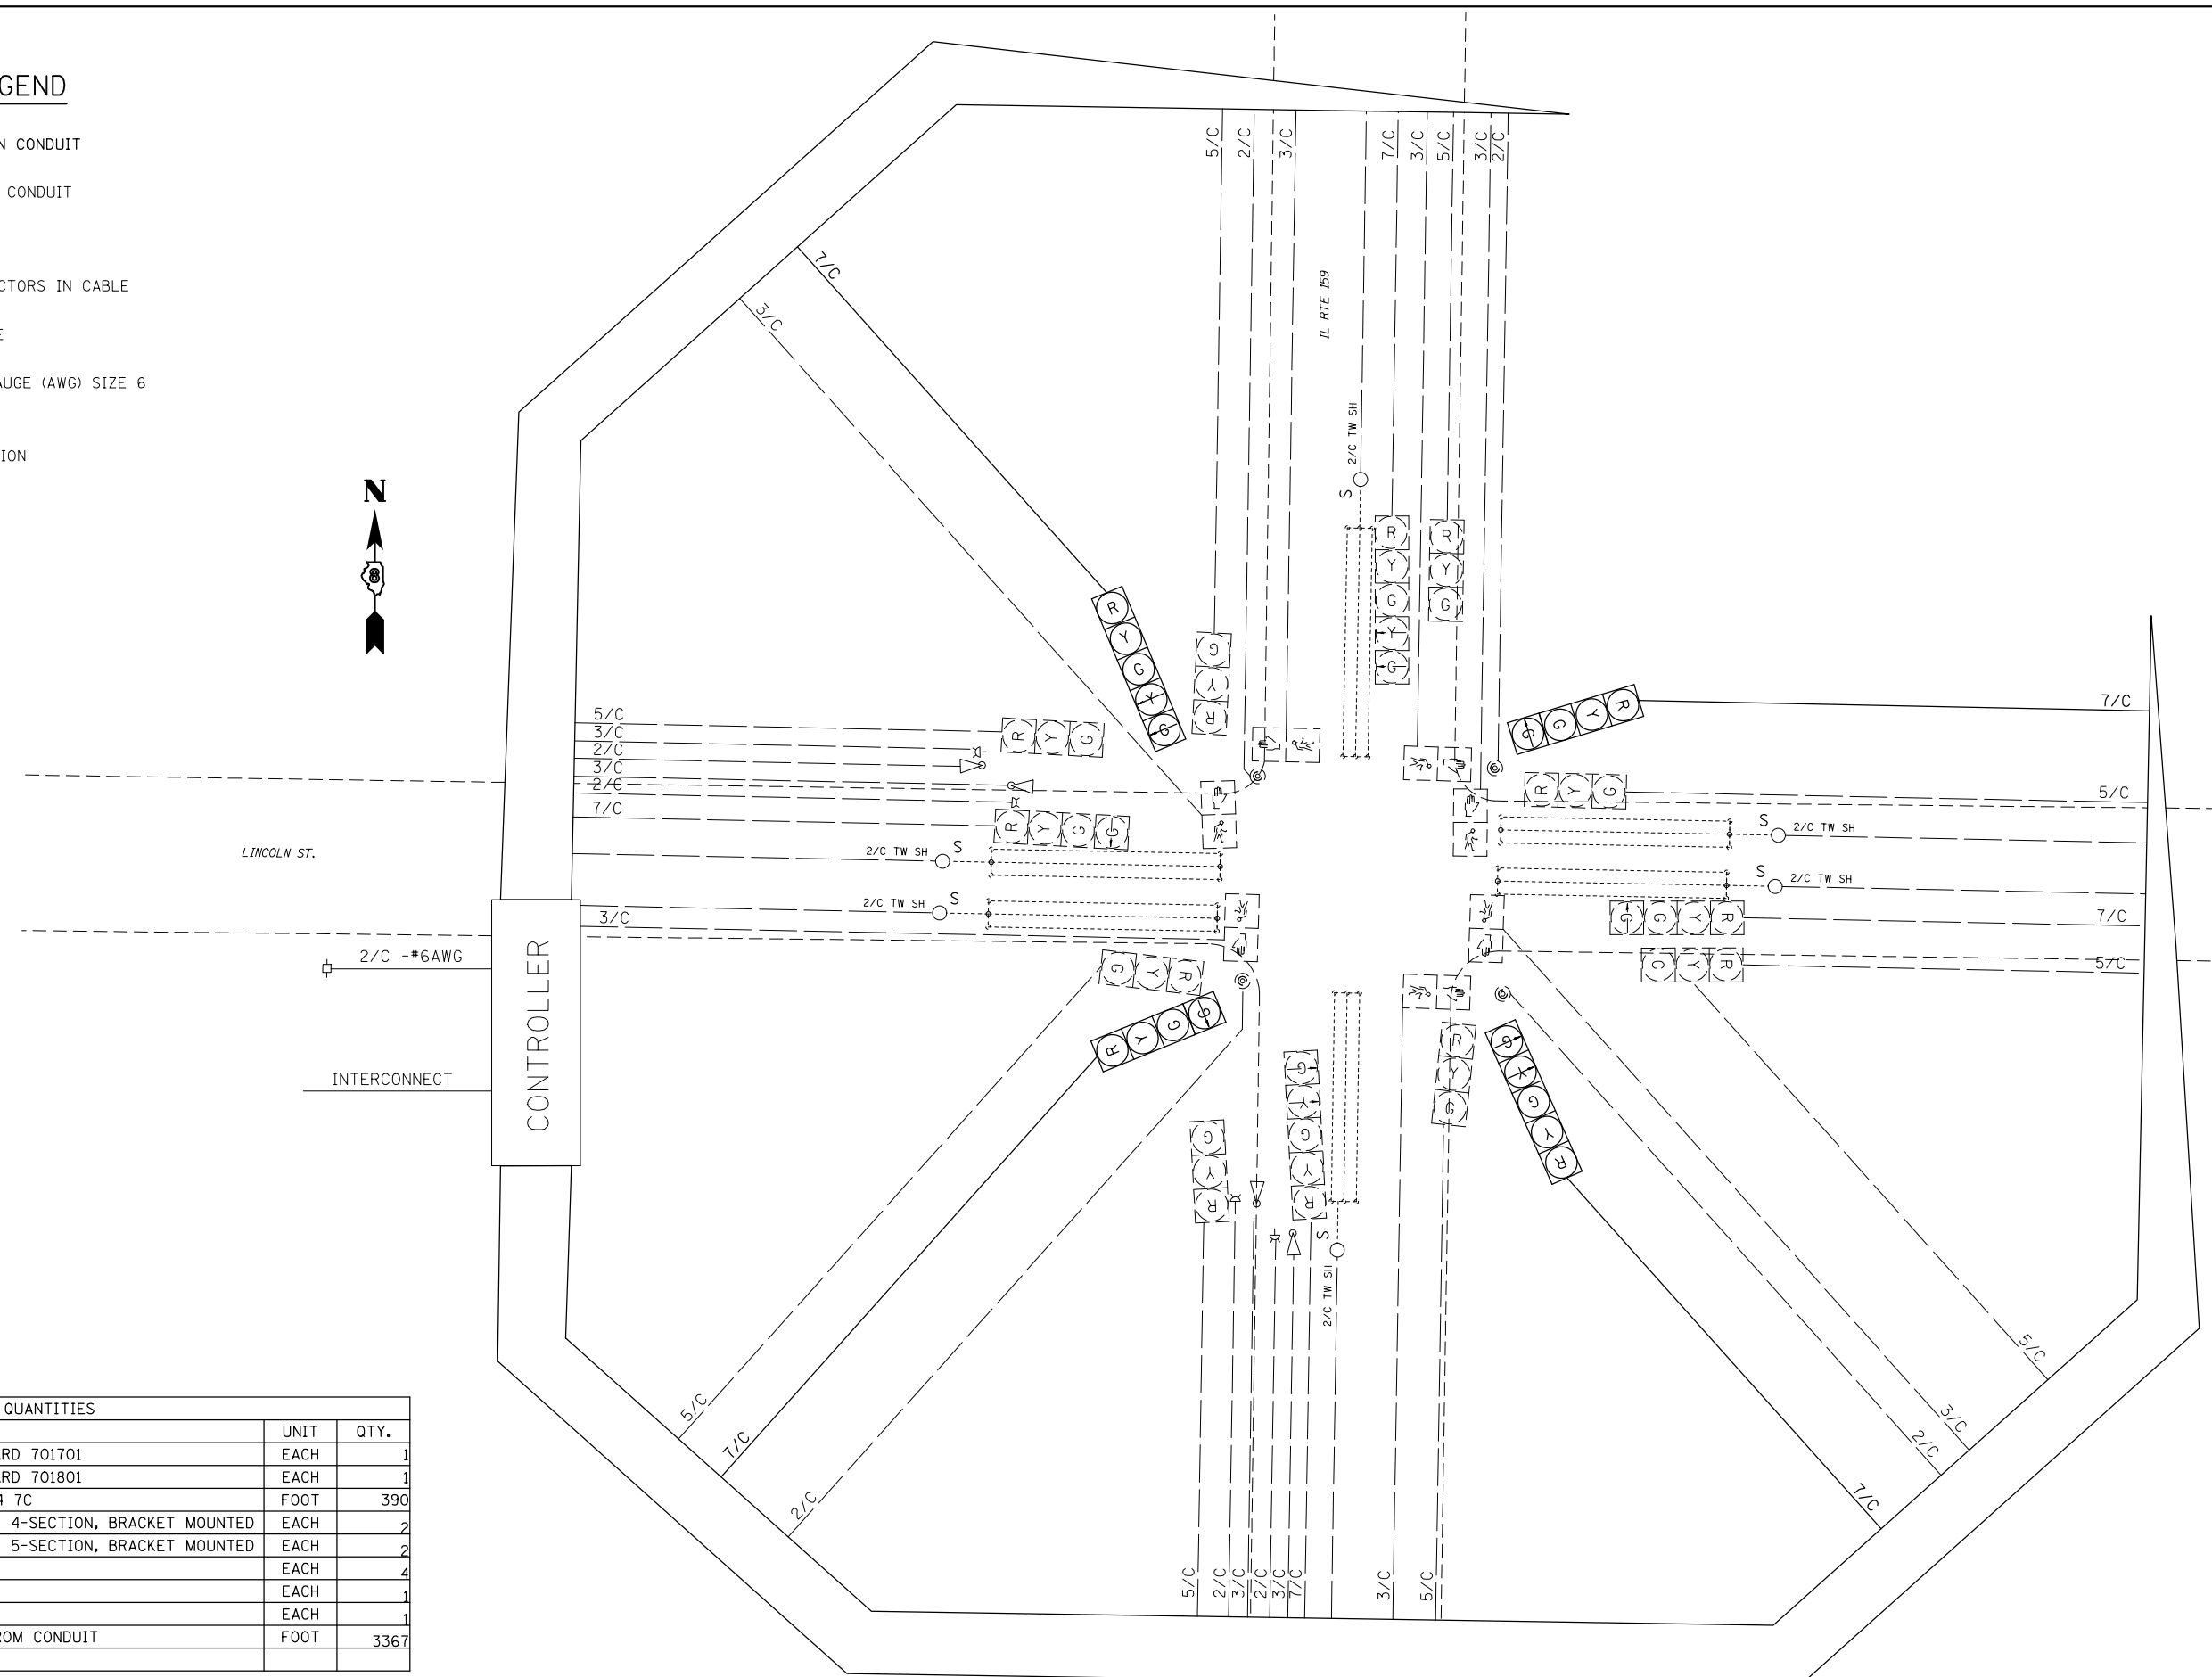 GEND
N CONDUIT
CONDUIT
CTORS IN CABLE
E
AUGE (AWG) SIZE 6
ION
N
8
LINCOLN ST.
IL RTE 159
CONTROLLER
2/C -#6AWG
INTERCONNECT
5/C
2/C
3/C
7/C
3/C
5/C
3/C
2/C
7/C
3/C
2/C TW SH
S
R
Y
G
Y
G
R
Y
G
R
Y
G
Y
G
G
Y
R
G
G
Y
R
7/C
5/C
3/C
2/C
3/C
2/C
7/C
R Y G
R Y G G
R Y G
5/C
2/C TW SH
S
S
2/C TW SH
2/C TW SH
S
S
2/C TW SH
3/C
G G Y R
7/C
G Y R
5/C
G Y R
R Y G G
R
Y
G
G
Y
G
Y
R
G
Y
G
Y
R
G
Y
R
S
2/C TW SH
5/C
7/C
2/C
5/C
3/C
2/C
7/C
5/C
2/C
3/C
2/C
3/C
7/C
3/C
5/C
QUANTITIES
UNIT QTY.
RD 701701 EACH 1
RD 701801 EACH 1
4 7C FOOT 390
4-SECTION, BRACKET MOUNTED EACH 2
5-SECTION, BRACKET MOUNTED EACH 2
EACH 4
EACH 1
EACH 1
ROM CONDUIT FOOT 3367